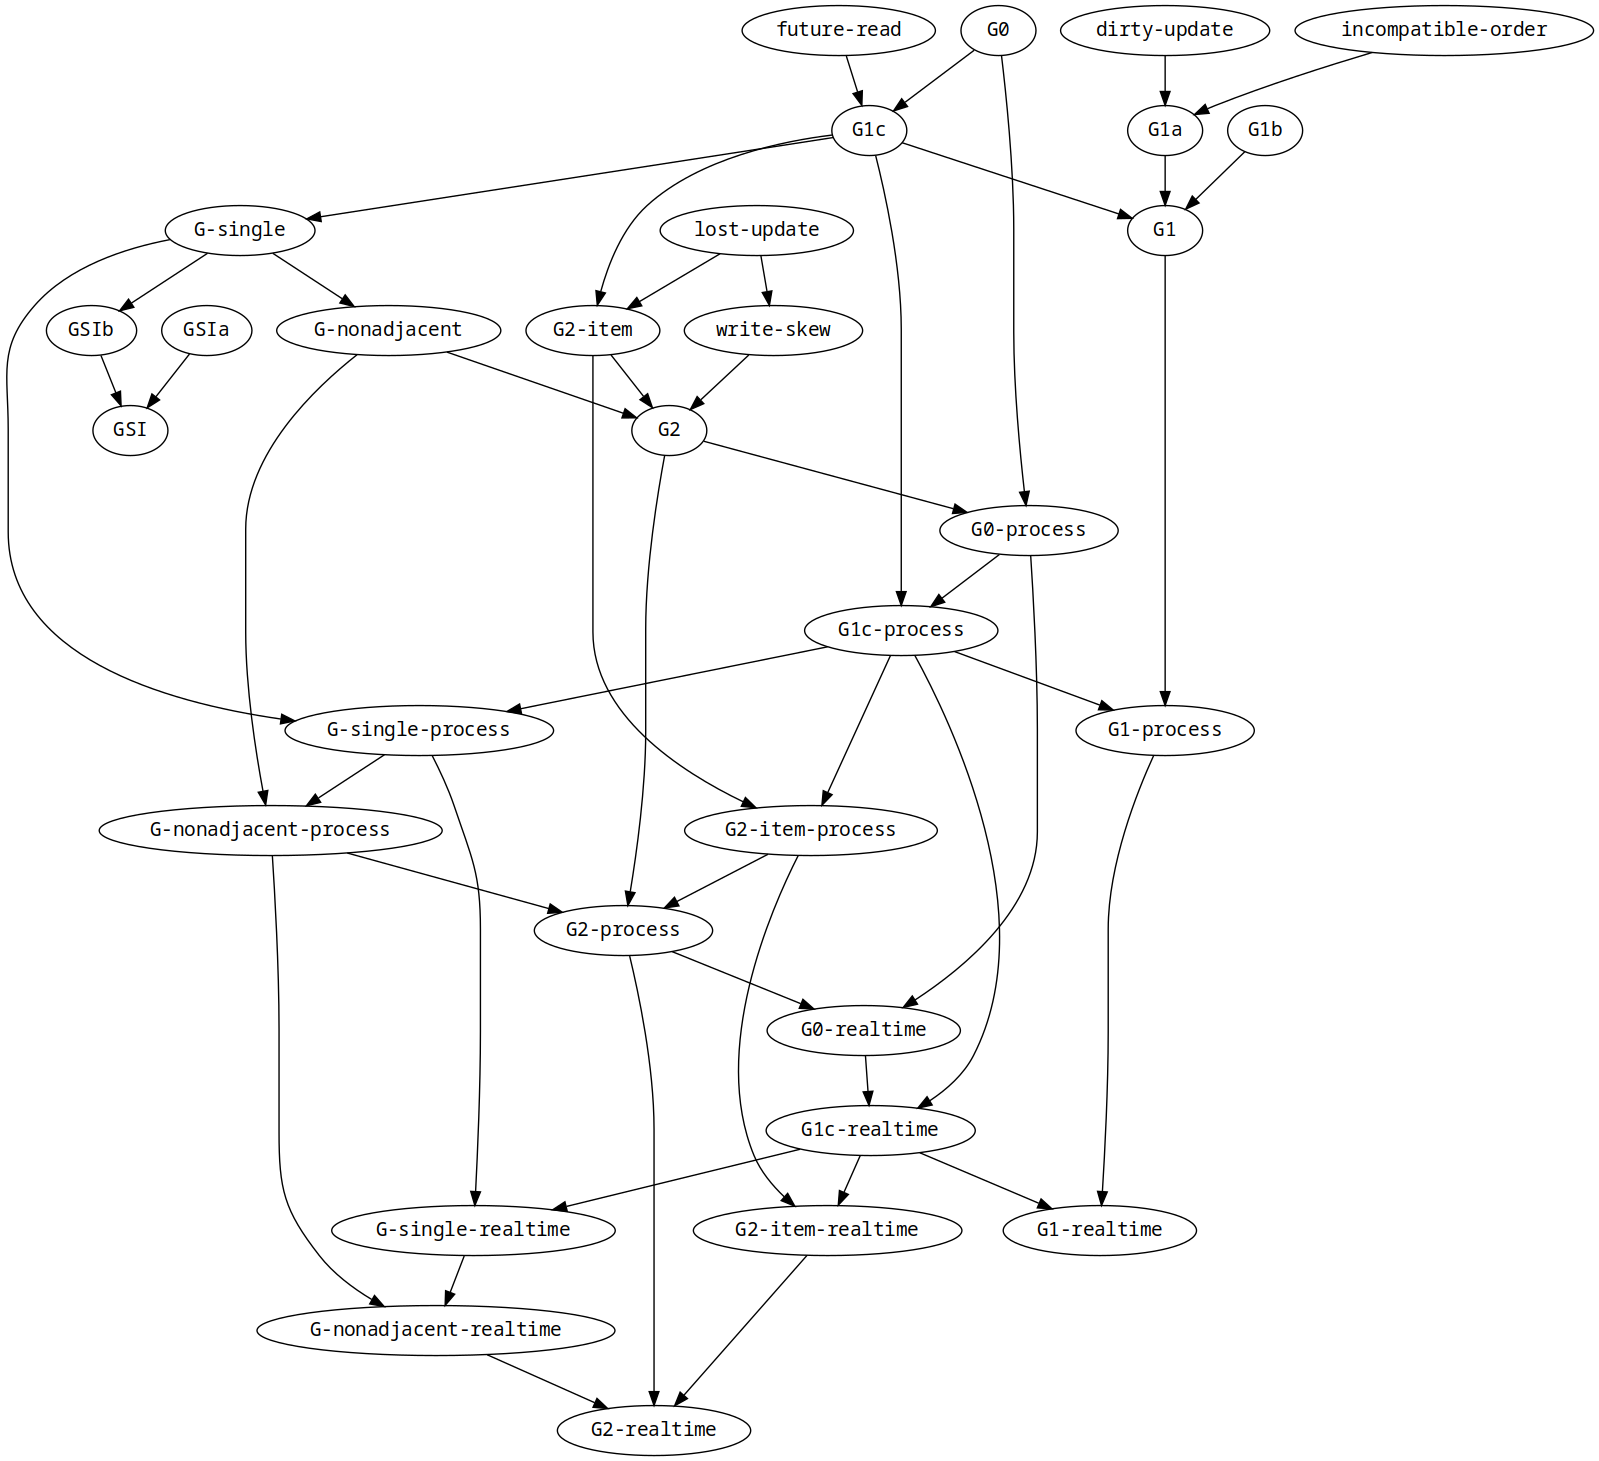 future-read
G0
dirty-update
incompatible-order
G1c
G1a
G1b
G-single
lost-update
G1
GSIb
GSIa
G-nonadjacent
G2-item
write-skew
GSI
G2
G0-process
G1c-process
G-single-process
G1-process
G-nonadjacent-process
G2-item-process
G2-process
G0-realtime
G1c-realtime
G-single-realtime
G2-item-realtime
G1-realtime
G-nonadjacent-realtime
G2-realtime